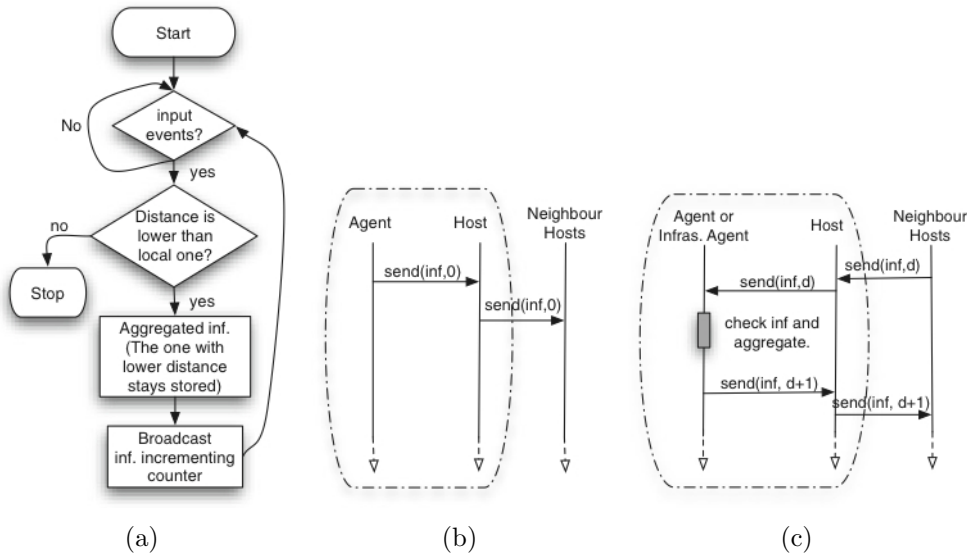 Start
No
input
events?
yes
Distance is
lower than
local one?
no
Stop
yes
Aggregated inf.
(The one with
lower distance
stays stored)
Broadcast
inf. incrementing
counter
(a)
Agent
Host
Neighbour
Hosts
send(inf,0)
send(inf,0)
(b)
Agent or
Infras. Agent
Host
Neighbour
Hosts
send(inf,d)
send(inf,d)
check inf and
aggregate.
send(inf, d+1)
send(inf, d+1)
(c)